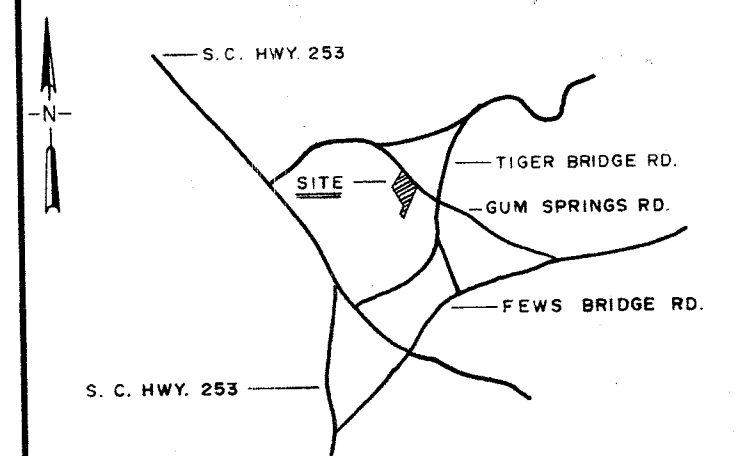 S.C. HWY. 253
-N-
TIGER BRIDGE RD.
SITE
GUM SPRINGS RD.
FEWS BRIDGE RD.
S. C. HWY. 253